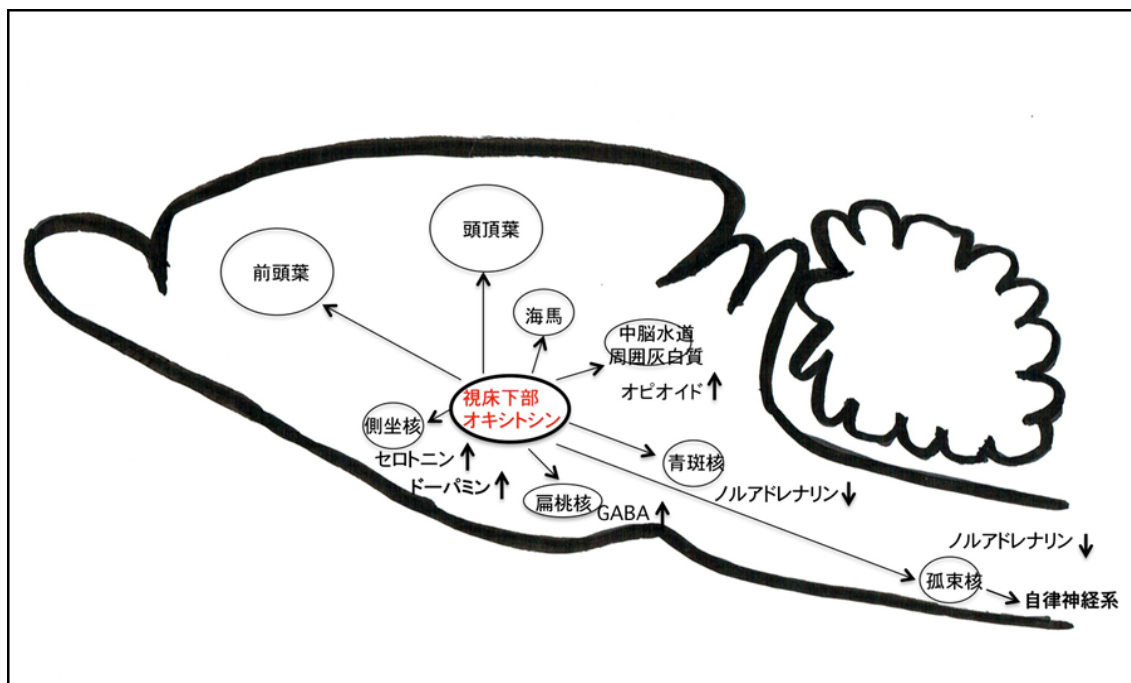 頭頂葉
前頭葉
海馬
中脳水道
周囲灰白質
オピオイド↑
視床下部
オキシトシン
側坐核
セロトニン↑
ドーパミン↑
扁桃核
GABA↑
青斑核
ノルアドレナリン↓
ノルアドレナリン↓
孤束核
自律神経系